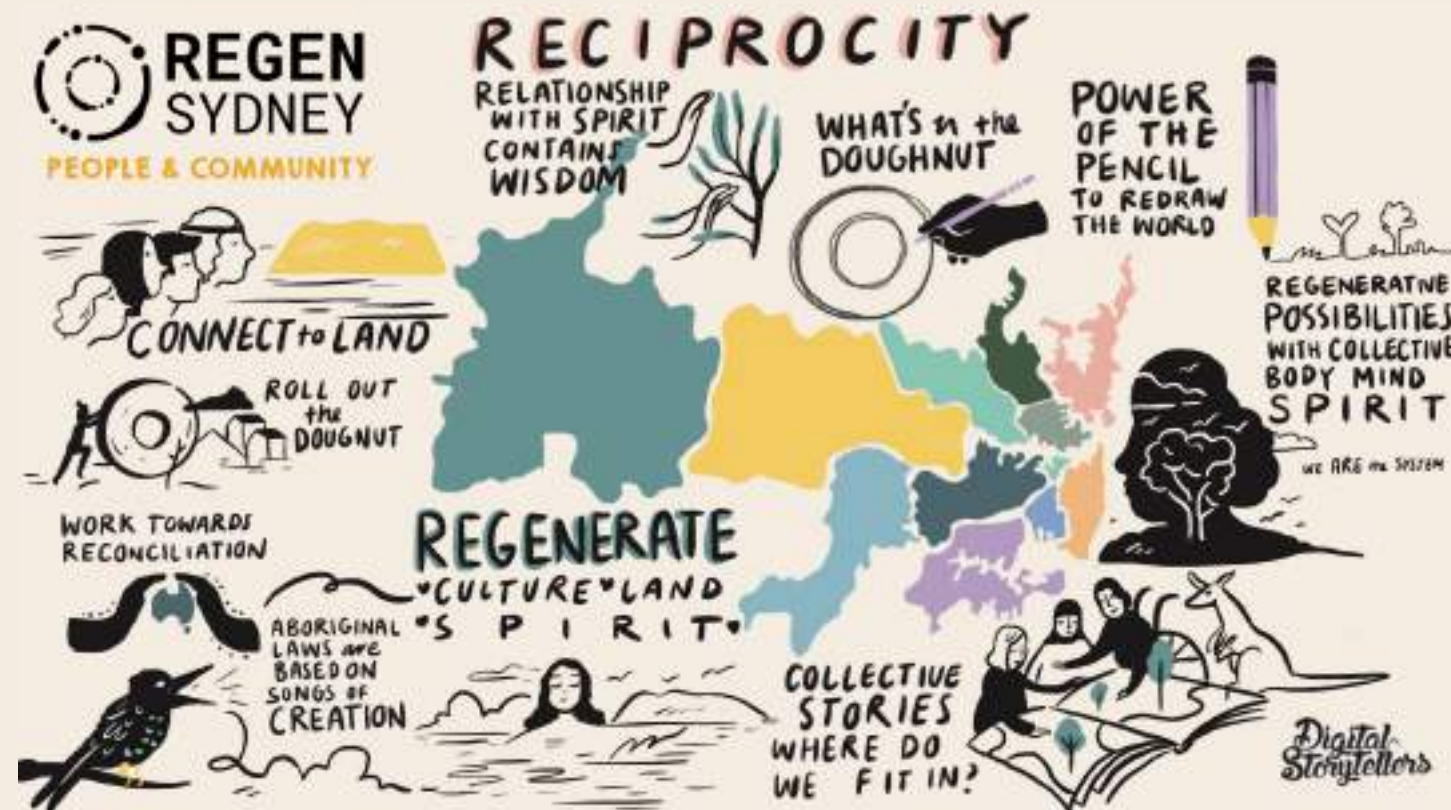 REGEN
SYDNEY
PEOPLE & COMMUNITY
RECIPROCITY
RELATIONSHIP
WITH SPIRIT
CONTAINS
WISDOM
WHAT'S in the
DOUGHNUT
POWER
OF THE
PENCIL
TO REDRAW
THE WORLD
CONNECT to LAND
REGENERATIVE
POSSIBILITIES
WITH COLLECTIVE
BODY MIND
SPIRIT
WE ARE the SYSTEM
ROLL OUT
the
DOUGNUT
WORK TOWARDS
RECONCILIATION
REGENERATE
♥CULTURE♥LAND
♥SPIRIT♥
ABORIGINAL
LAWS are
BASED ON
SONGS OF
CREATION
COLLECTIVE
STORIES
WHERE DO
WE FIT IN?
Digital
Storytellers